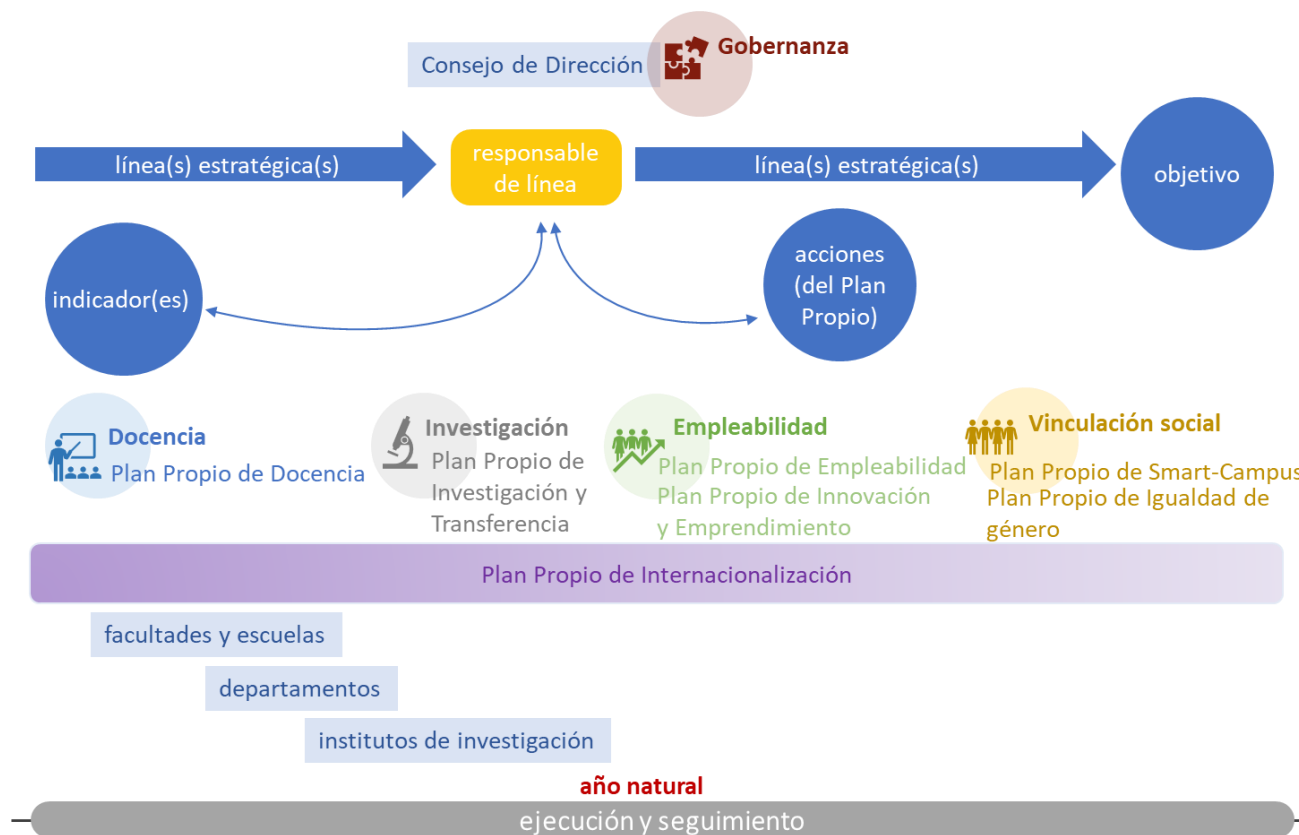 Gobernanza
Consejo de Dirección
línea(s) estratégica(s)
responsable
de línea
línea(s) estratégica(s)
objetivo
indicador(es)
acciones
(del Plan
Propio)
Docencia
Plan Propio de Docencia
Investigación
Plan Propio de
Investigación y
Transferencia
Empleabilidad
Plan Propio de Empleabilidad
Plan Propio de Innovación
y Emprendimiento
Vinculación social
Plan Propio de Smart-Campus
Plan Propio de Igualdad de
género
Plan Propio de Internacionalización
facultades y escuelas
departamentos
institutos de investigación
año natural
ejecución y seguimiento